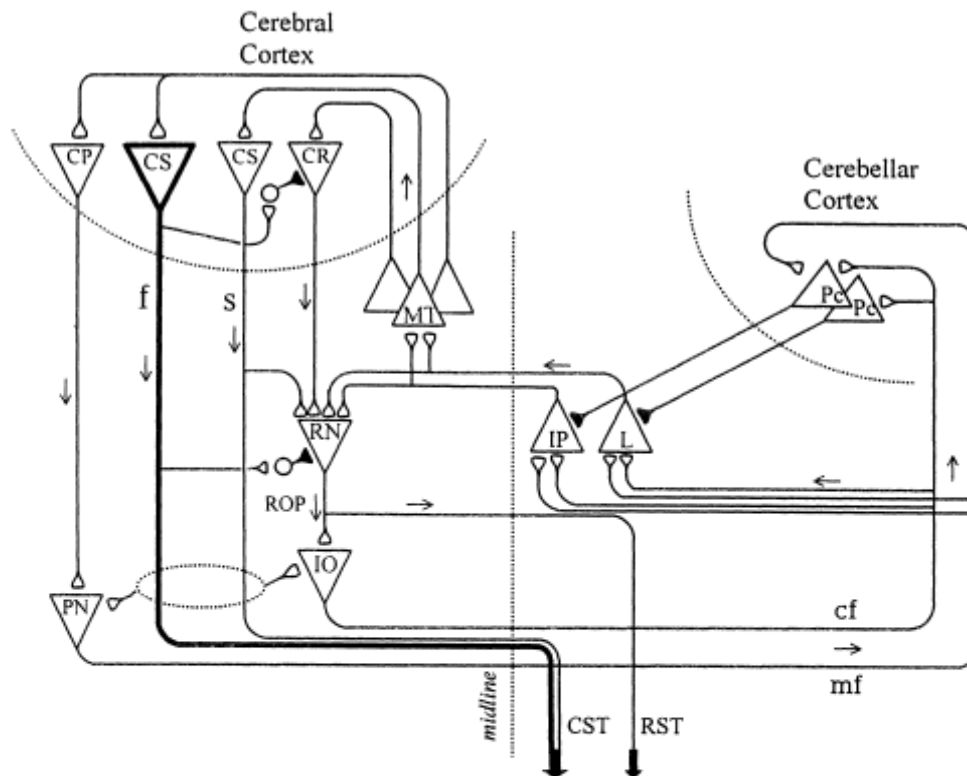 Cerebral
Cortex
CP
CS
CS
CR
Cerebellar
Cortex
Pc
Pc
f
s
MT
RN
IP
L
ROP
IO
PN
cf
mf
midline
CST
RST